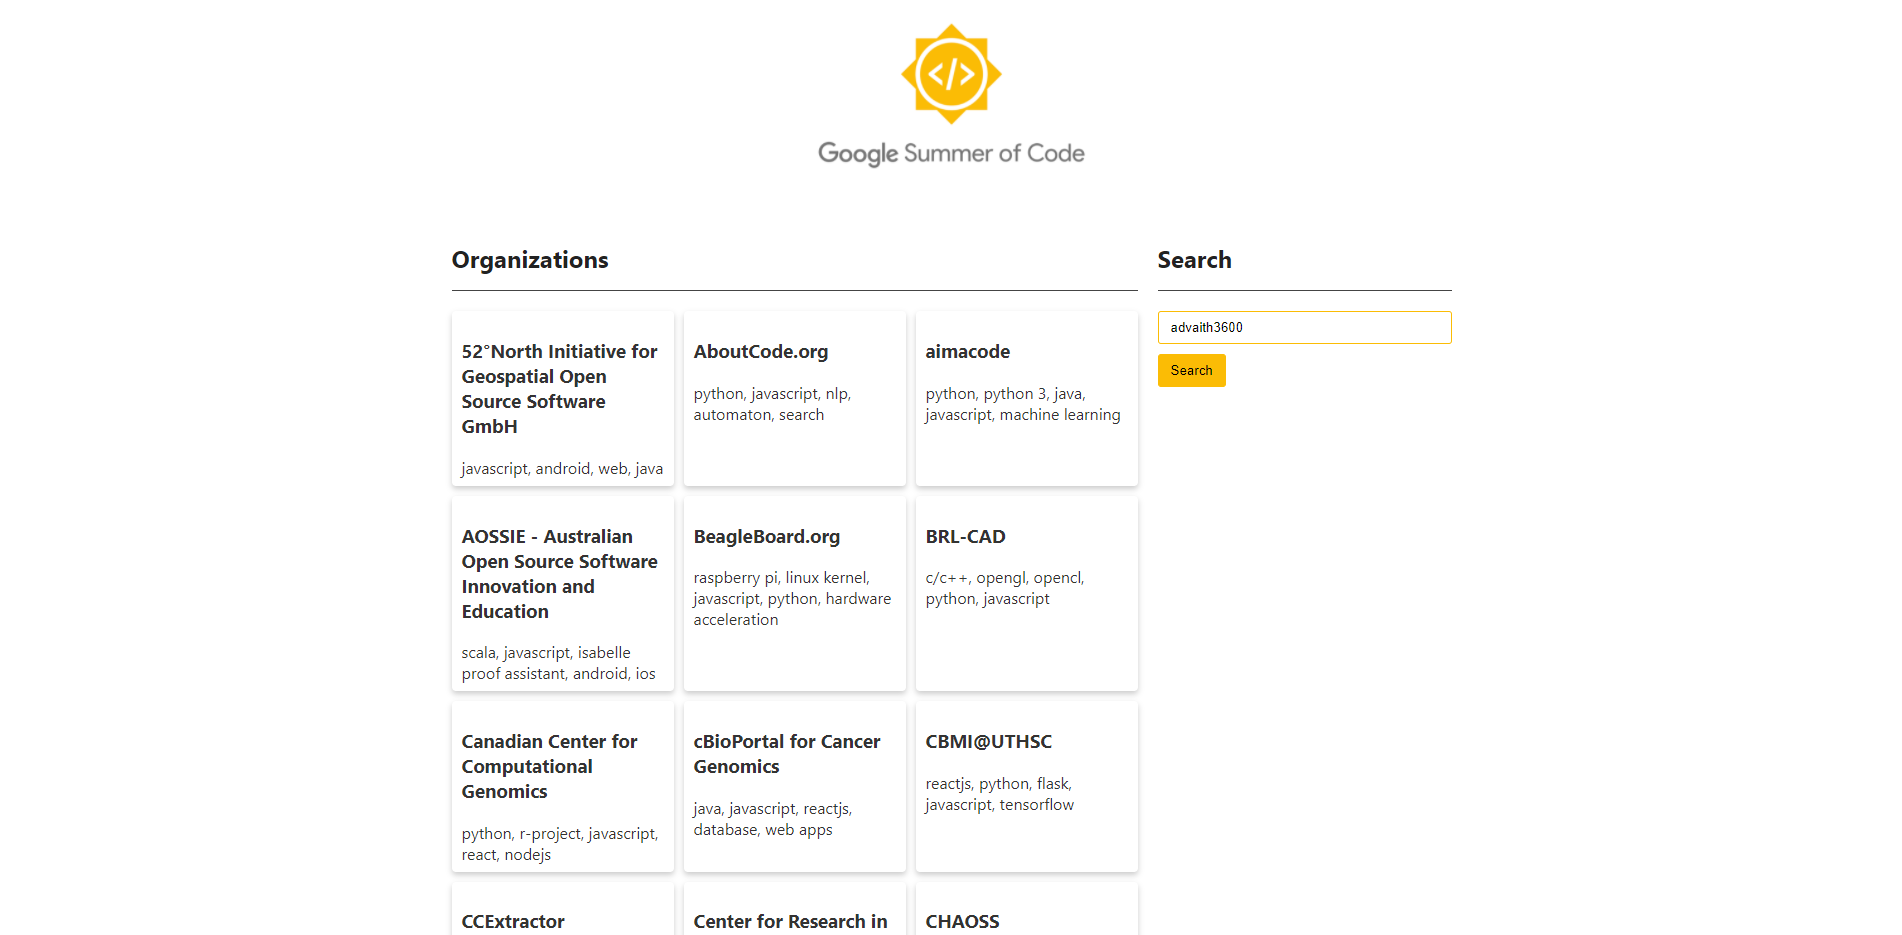 </>
Google Summer of Code
Organizations
52°North Initiative for
Geospatial Open
Source Software
GmbH
javascript, android, web, java
AboutCode.org
python, javascript, nlp,
automaton, search
aimacode
python, python 3, java,
javascript, machine learning
AOSSIE - Australian
Open Source Software
Innovation and
Education
scala, javascript, isabelle
proof assistant, android, ios
BeagleBoard.org
raspberry pi, linux kernel,
javascript, python, hardware
acceleration
BRL-CAD
c/c++, opengl, opencl,
python, javascript
Canadian Center for
Computational
Genomics
python, r-project, javascript,
react, nodejs
cBioPortal for Cancer
Genomics
java, javascript, reactjs,
database, web apps
CBMI@UTHSC
reactjs, python, flask,
javascript, tensorflow
CCExtractor
Center for Research in
CHAOSS
Search
advaith3600
Search